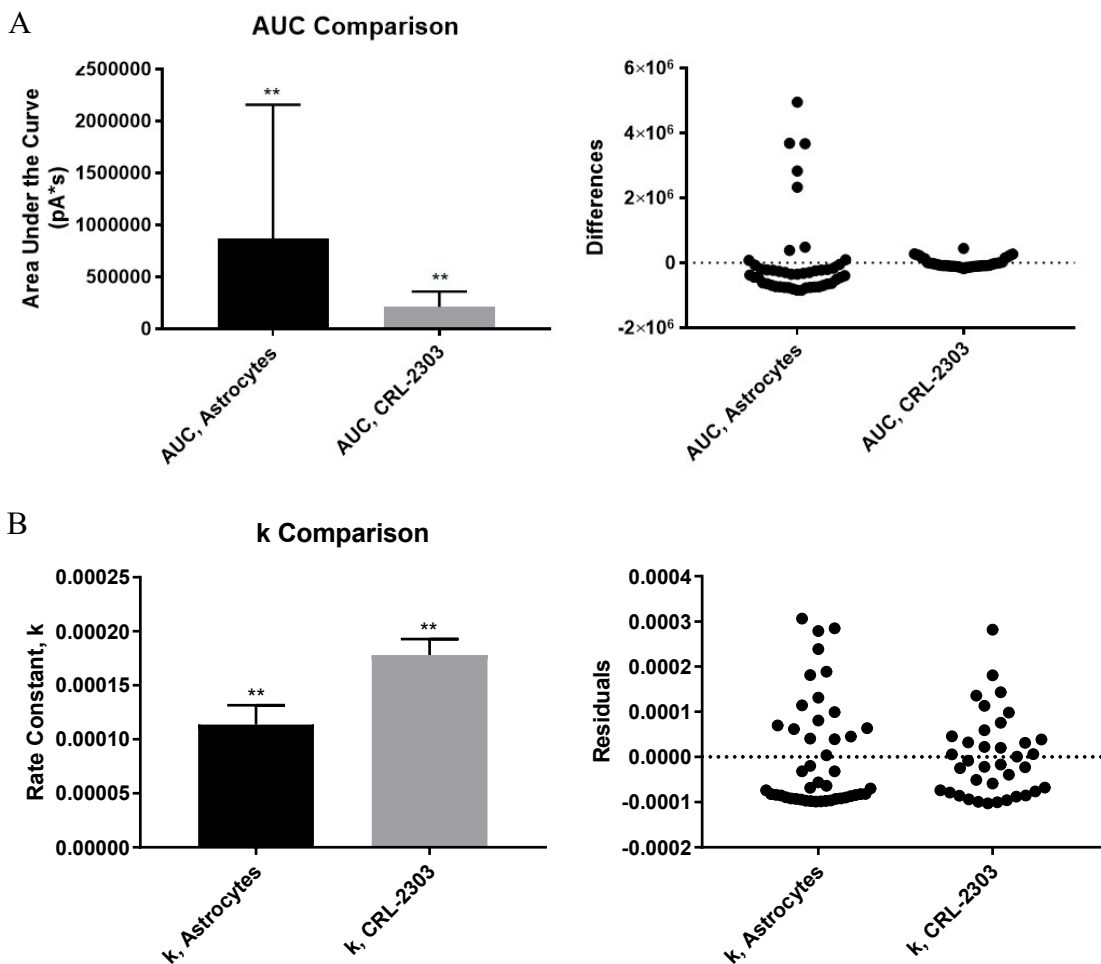 A
AUC Comparison
Area Under the Curve
(pA*s)
2500000
2000000
1500000
1000000
500000
0
**
**
AUC, Astrocytes
AUC, CRL-2303
Differences
6×10⁶
4×10⁶
2×10⁶
0
-2×10⁶
AUC, Astrocytes
AUC, CRL-2303
B
k Comparison
Rate Constant, k
0.00025
0.00020
0.00015
0.00010
0.00005
0.00000
**
**
k, Astrocytes
k, CRL-2303
Residuals
0.0004
0.0003
0.0002
0.0001
0.0000
-0.0001
-0.0002
k, Astrocytes
k, CRL-2303